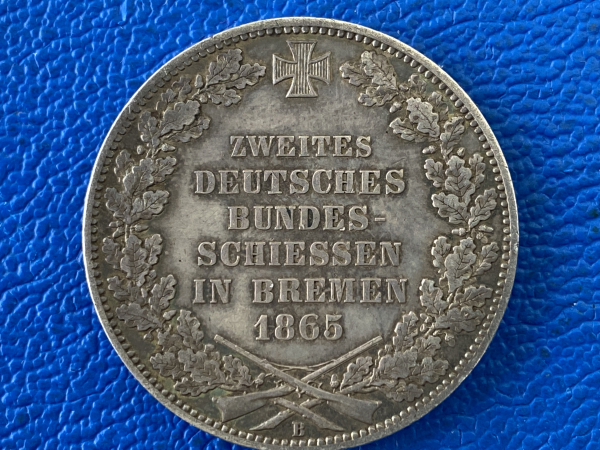 ZWEITES
DEUTSCHES
BUNDES-
SCHIESSEN
IN BREMEN
1865
B